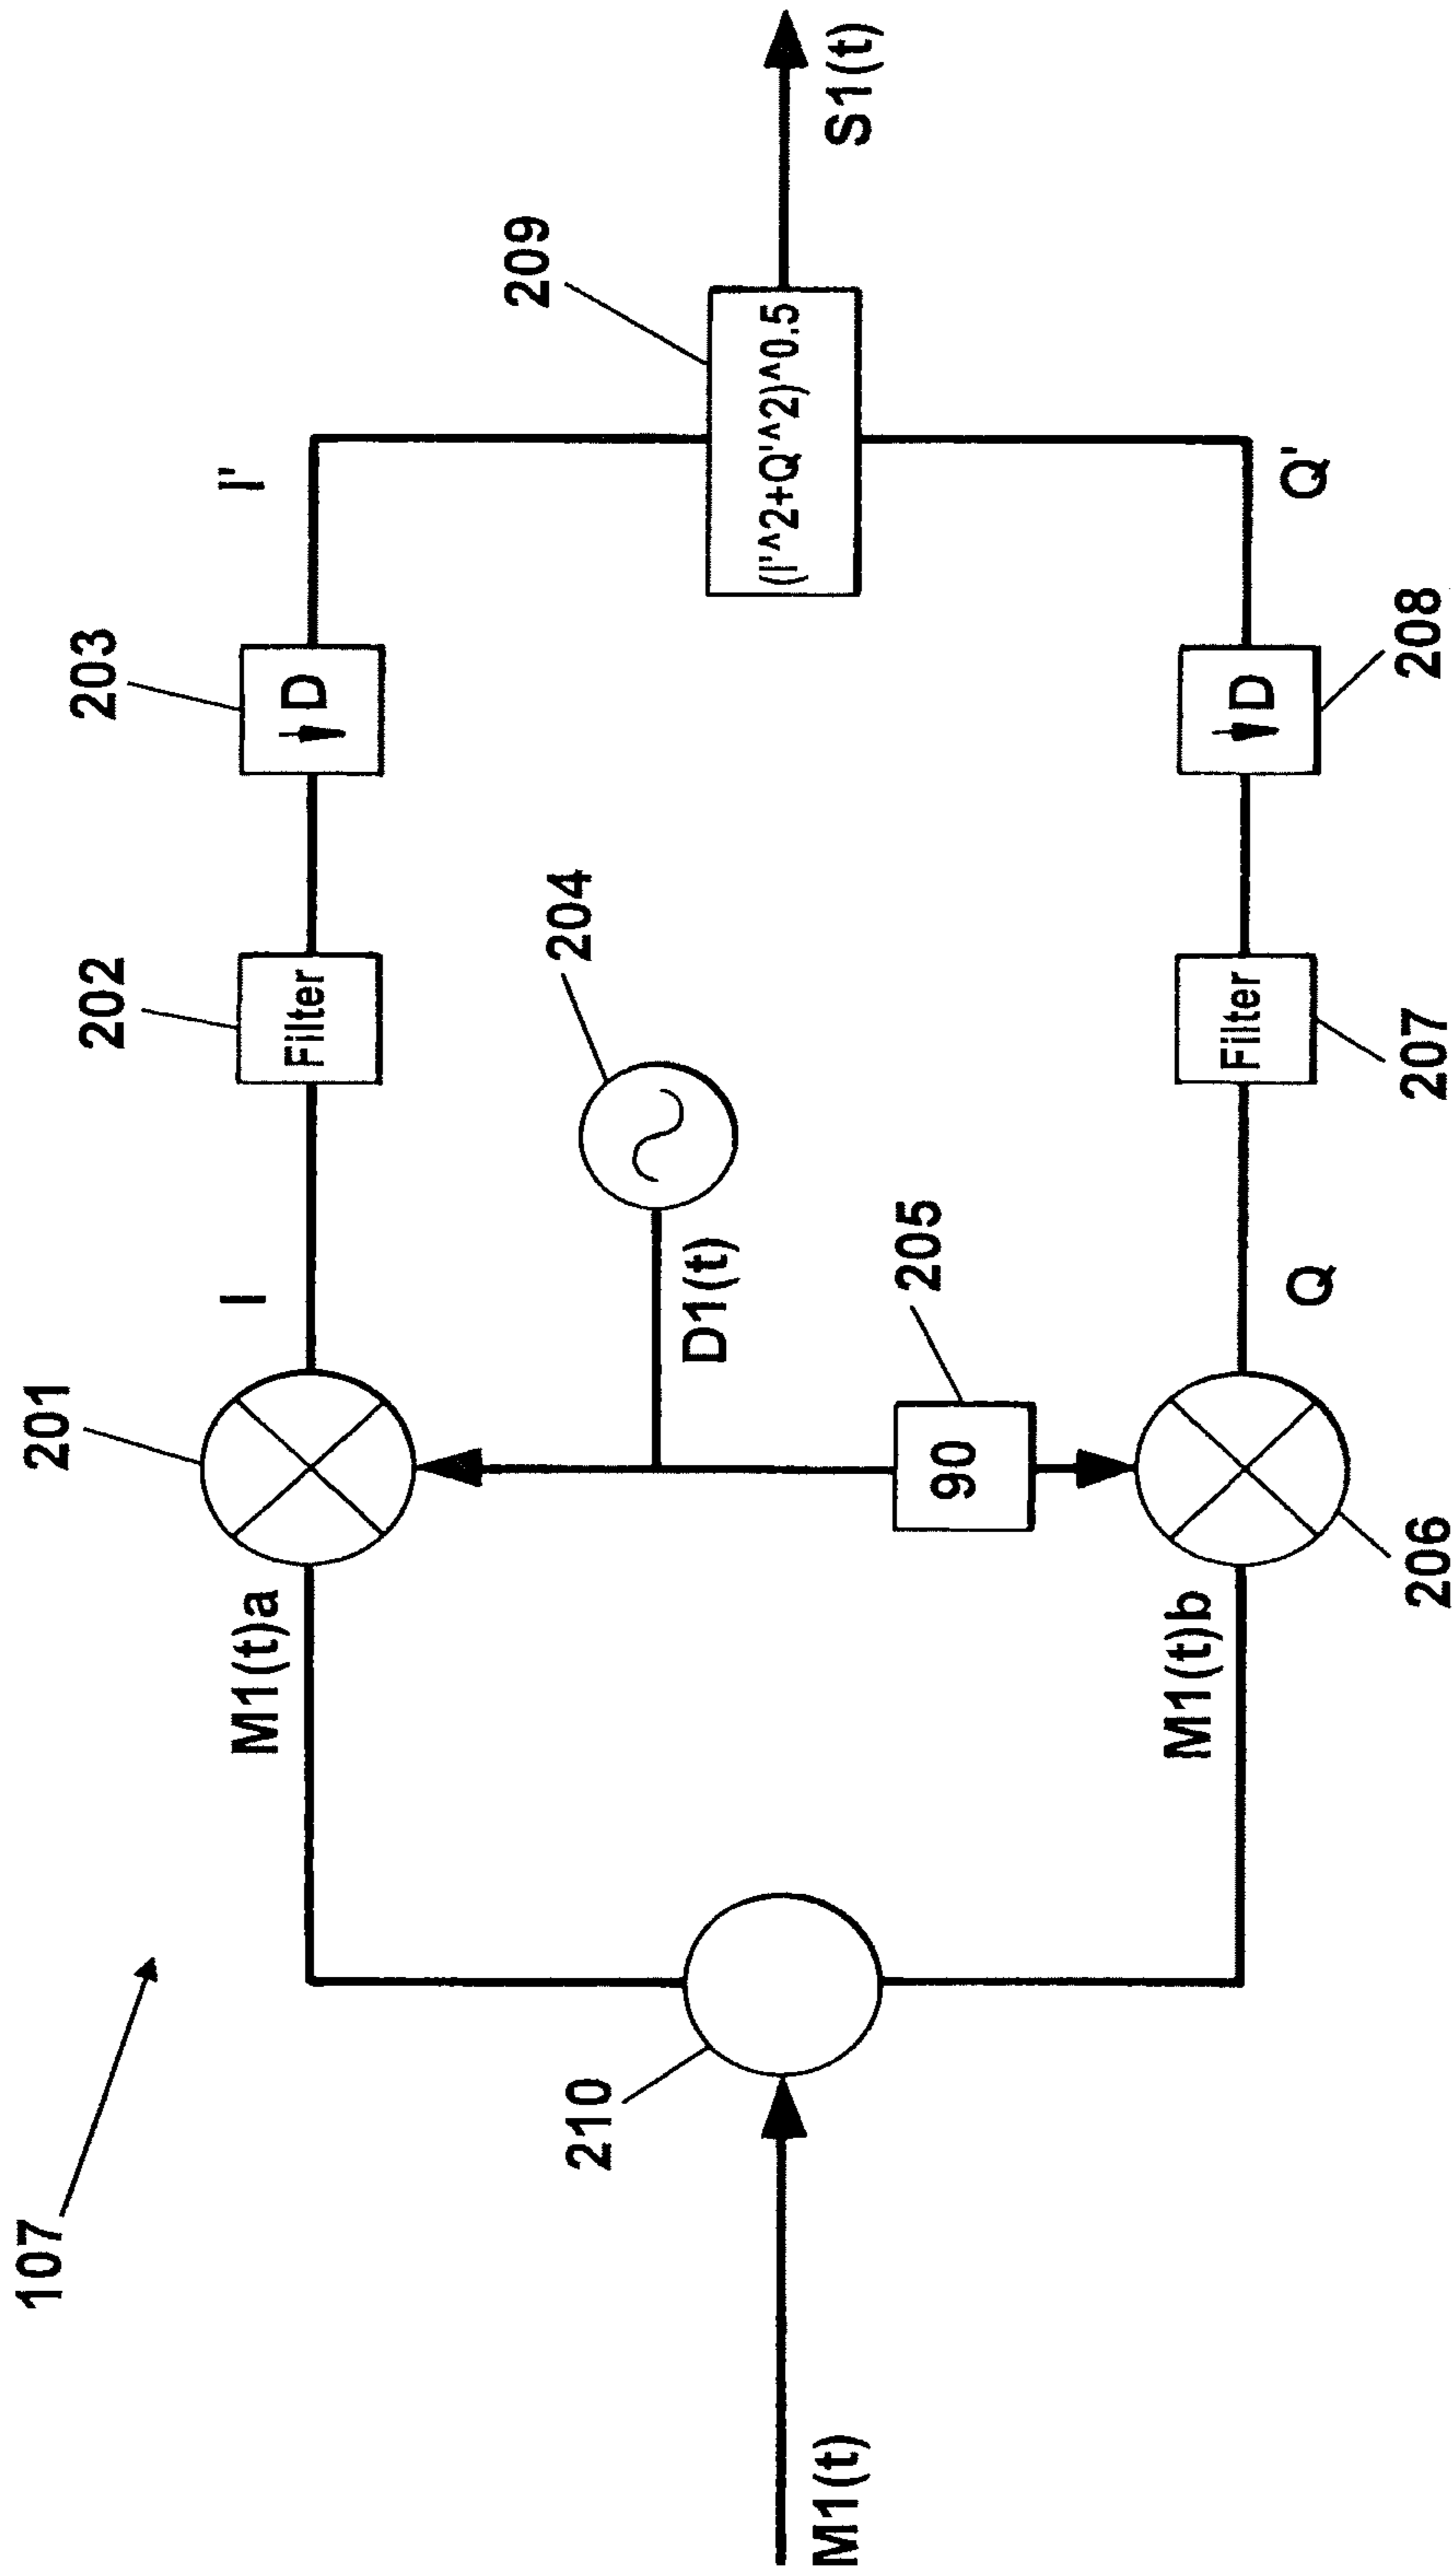 107
201
202
203
M1(t)a
I
I'
Filter
↓D
204
209
210
D1(t)
M1(t)
(I'^2+Q'^2)^0.5
S1(t)
205
90
M1(t)b
Filter
↓D
Q
Q'
206
207
208